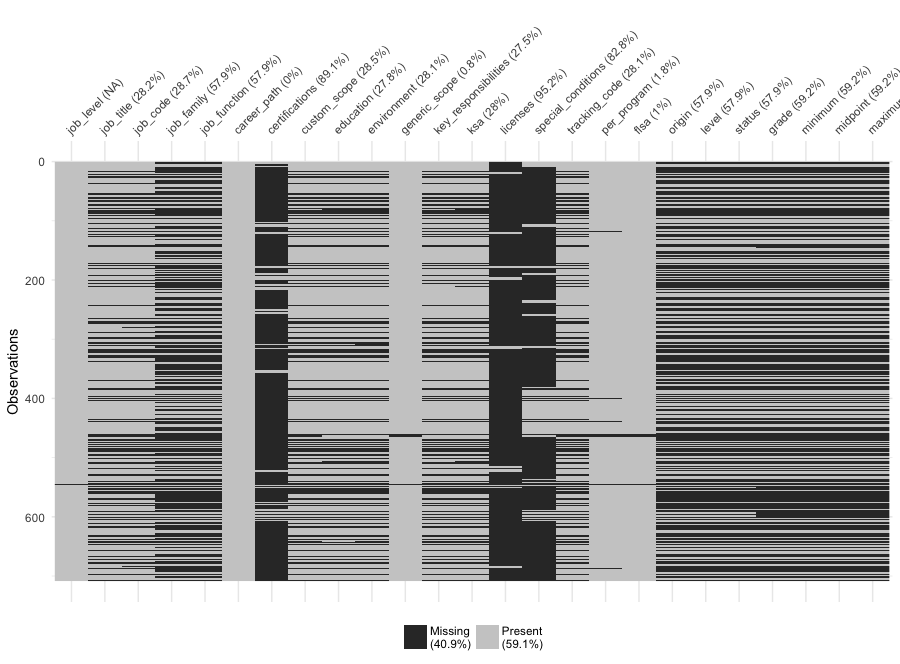 job_level (NA)
job_title (28.2%)
job_code (28.7%)
job_family (57.9%)
job_function (57.9%)
career_path (0%)
certifications (89.1%)
custom_scope (28.5%)
education (27.8%)
environment (28.1%)
generic_scope (0.8%)
key_responsibilities (27.5%)
ksa (28%)
licenses (95.2%)
special_conditions (82.8%)
tracking_code (28.1%)
per_program (1.8%)
flsa (1%)
origin (57.9%)
level (57.9%)
status (57.9%)
grade (59.2%)
minimum (59.2%)
midpoint (59.2%)
maximum
0
200
400
600
Observations
Missing
(40.9%)
Present
(59.1%)